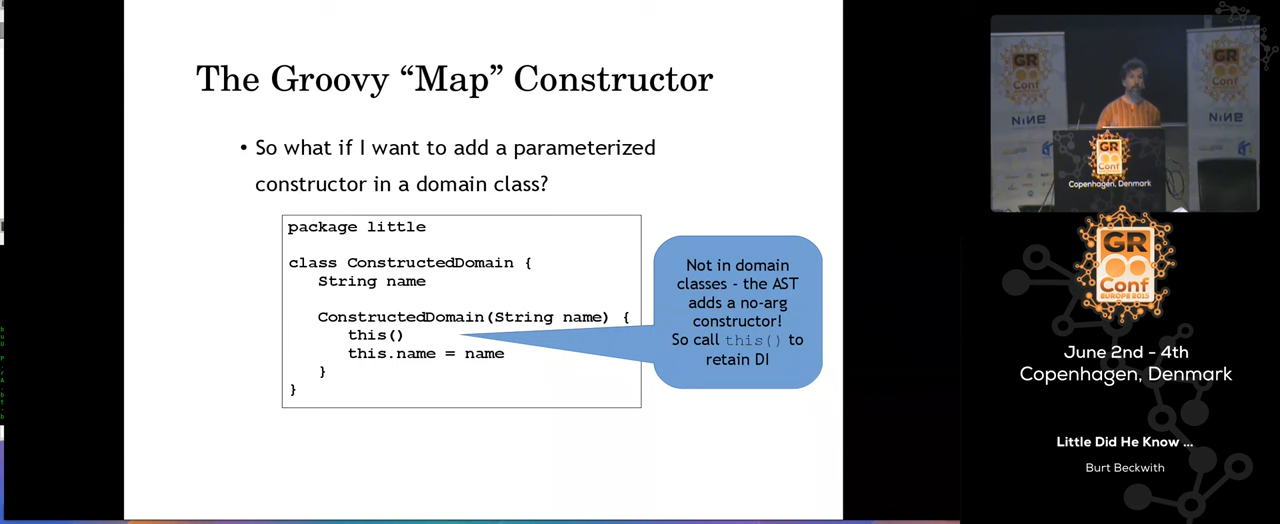 The Groovy “Map” Constructor
• So what if I want to add a parameterized
constructor in a domain class?
package little
class ConstructedDomain {
String name
ConstructedDomain(String name) {
this()
this.name = name
}
}
Not in domain
classes - the AST
adds a no-arg
constructor!
So call this() to
retain DI
GR
Conf
NINE
GR
Conf
NINE
GR
Copenhagen, Denmark
GR
Conf
EUROPE 2015
June 2nd - 4th
Copenhagen, Denmark
Little Did He Know ...
Burt Beckwith